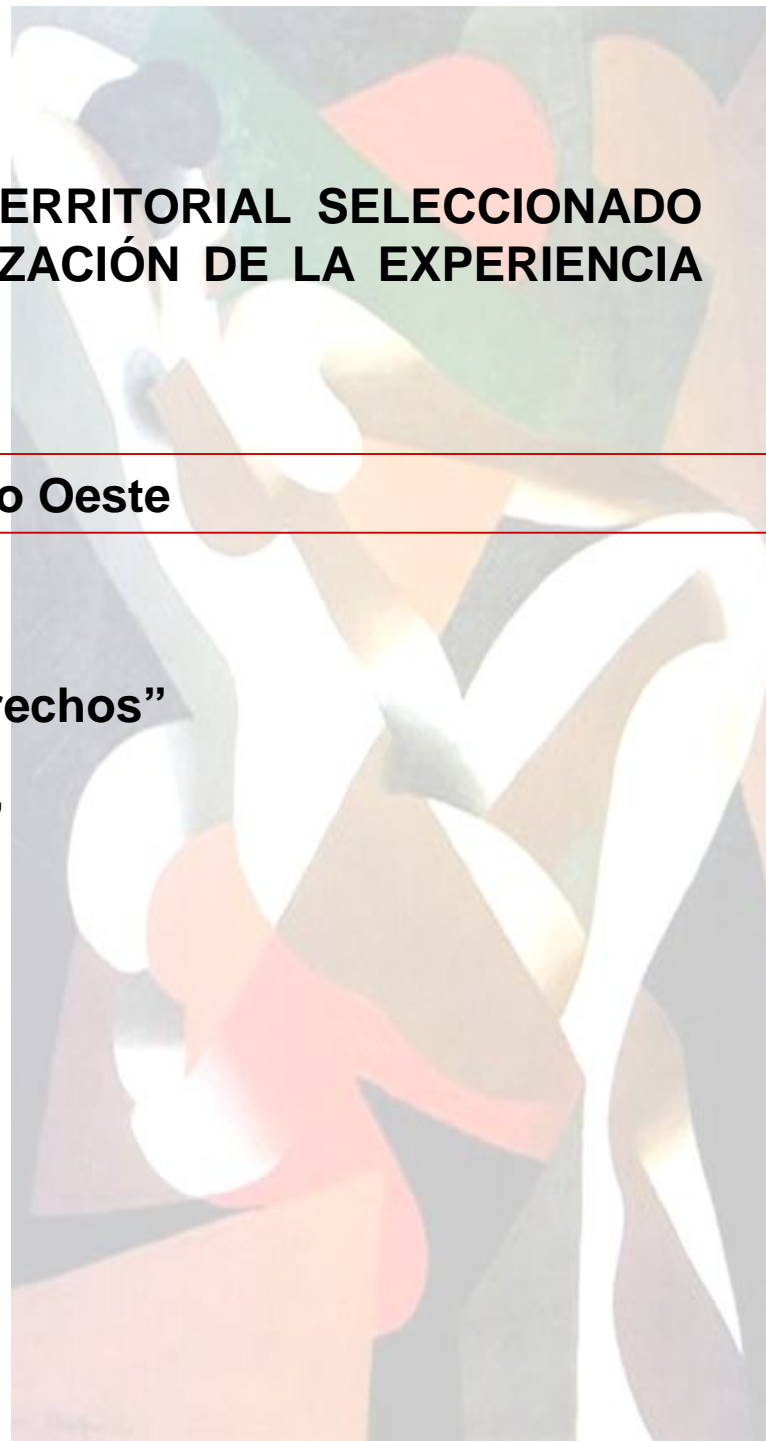 ERRITORIAL SELECCIONADO
ZACIÓN DE LA EXPERIENCIA
o Oeste
rechos”
”